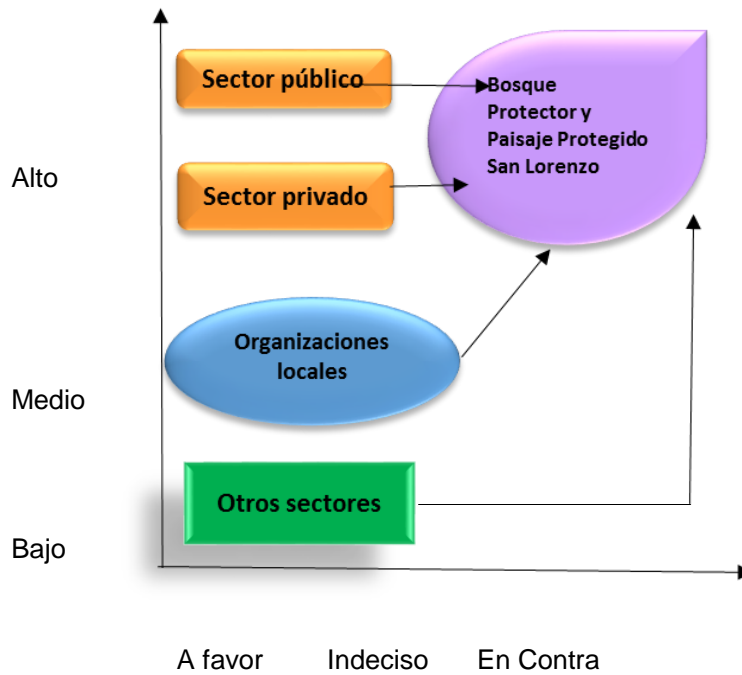 Sector público
Bosque
Protector y
Paisaje Protegido
San Lorenzo
Alto
Sector privado
Organizaciones
locales
Medio
Otros sectores
Bajo
A favor Indeciso En Contra